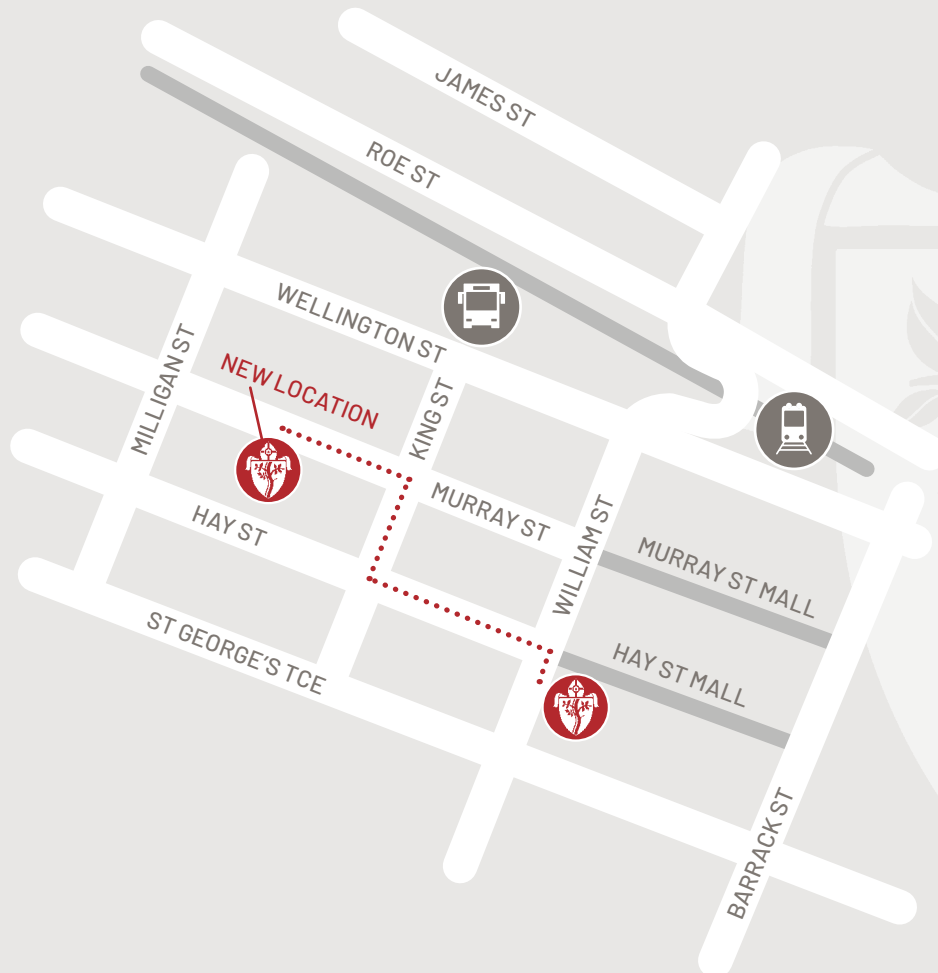 JAMES ST
ROE ST
WELLINGTON ST
MILLIGAN ST
NEW LOCATION
KING ST
MURRAY ST
HAY ST
WILLIAM ST
MURRAY ST MALL
ST GEORGE'S TCE
HAY ST MALL
BARRACK ST